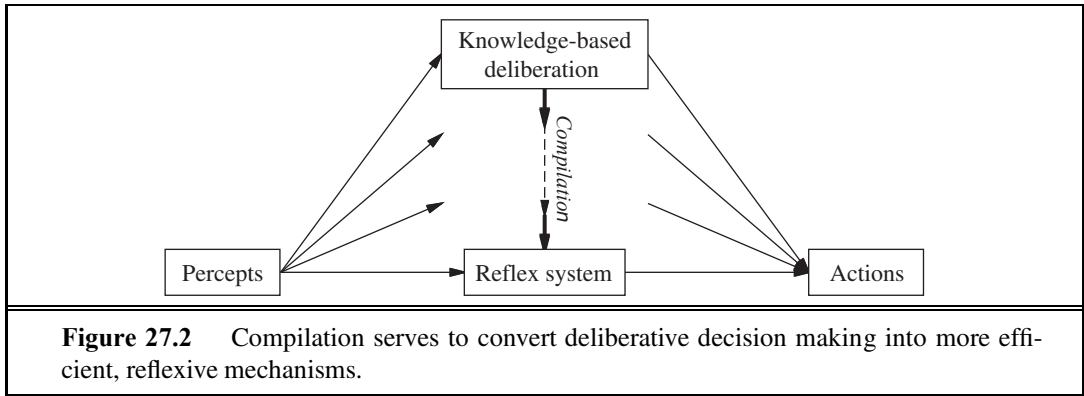 Knowledge-based
deliberation
Compilation
Percepts
Reflex system
Actions
Figure 27.2 Compilation serves to convert deliberative decision making into more effi-
cient, reflexive mechanisms.